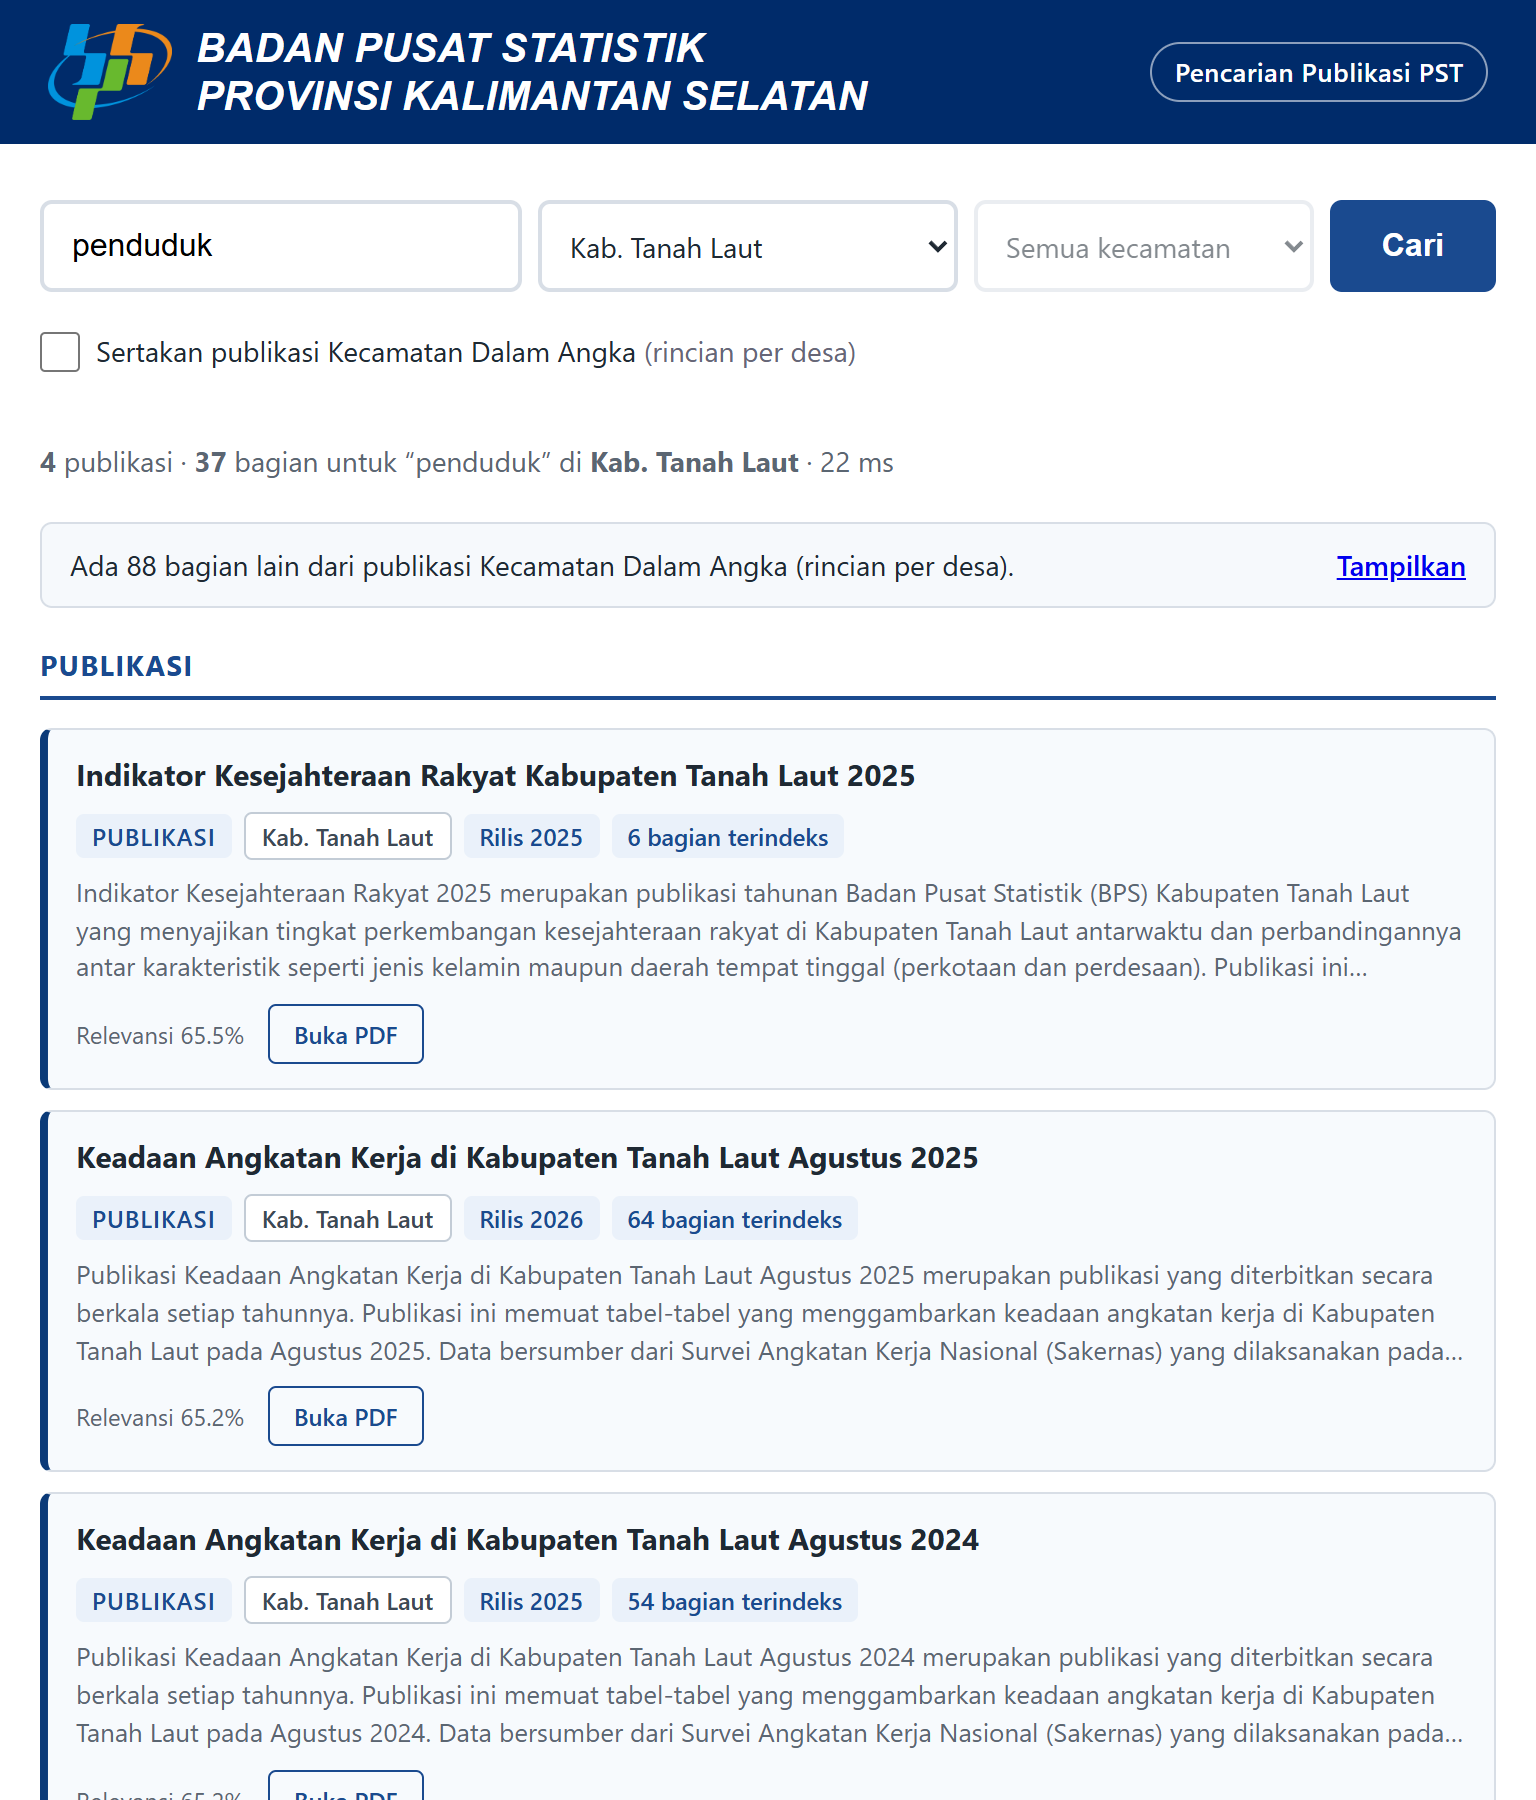 BADAN PUSAT STATISTIK
PROVINSI KALIMANTAN SELATAN
Pencarian Publikasi PST
penduduk
Kab. Tanah Laut
Semua kecamatan
Cari
Sertakan publikasi Kecamatan Dalam Angka (rincian per desa)
4 publikasi · 37 bagian untuk “penduduk” di Kab. Tanah Laut · 22 ms
Ada 88 bagian lain dari publikasi Kecamatan Dalam Angka (rincian per desa).
Tampilkan
PUBLIKASI
Indikator Kesejahteraan Rakyat Kabupaten Tanah Laut 2025
PUBLIKASI Kab. Tanah Laut Rilis 2025 6 bagian terindeks
Indikator Kesejahteraan Rakyat 2025 merupakan publikasi tahunan Badan Pusat Statistik (BPS) Kabupaten Tanah Laut
yang menyajikan tingkat perkembangan kesejahteraan rakyat di Kabupaten Tanah Laut antarwaktu dan perbandingannya
antar karakteristik seperti jenis kelamin maupun daerah tempat tinggal (perkotaan dan perdesaan). Publikasi ini...
Relevansi 65.5% Buka PDF
Keadaan Angkatan Kerja di Kabupaten Tanah Laut Agustus 2025
PUBLIKASI Kab. Tanah Laut Rilis 2026 64 bagian terindeks
Publikasi Keadaan Angkatan Kerja di Kabupaten Tanah Laut Agustus 2025 merupakan publikasi yang diterbitkan secara
berkala setiap tahunnya. Publikasi ini memuat tabel-tabel yang menggambarkan keadaan angkatan kerja di Kabupaten
Tanah Laut pada Agustus 2025. Data bersumber dari Survei Angkatan Kerja Nasional (Sakernas) yang dilaksanakan pada...
Relevansi 65.2% Buka PDF
Keadaan Angkatan Kerja di Kabupaten Tanah Laut Agustus 2024
PUBLIKASI Kab. Tanah Laut Rilis 2025 54 bagian terindeks
Publikasi Keadaan Angkatan Kerja di Kabupaten Tanah Laut Agustus 2024 merupakan publikasi yang diterbitkan secara
berkala setiap tahunnya. Publikasi ini memuat tabel-tabel yang menggambarkan keadaan angkatan kerja di Kabupaten
Tanah Laut pada Agustus 2024. Data bersumber dari Survei Angkatan Kerja Nasional (Sakernas) yang dilaksanakan pada...
Relevansi Buka PDF